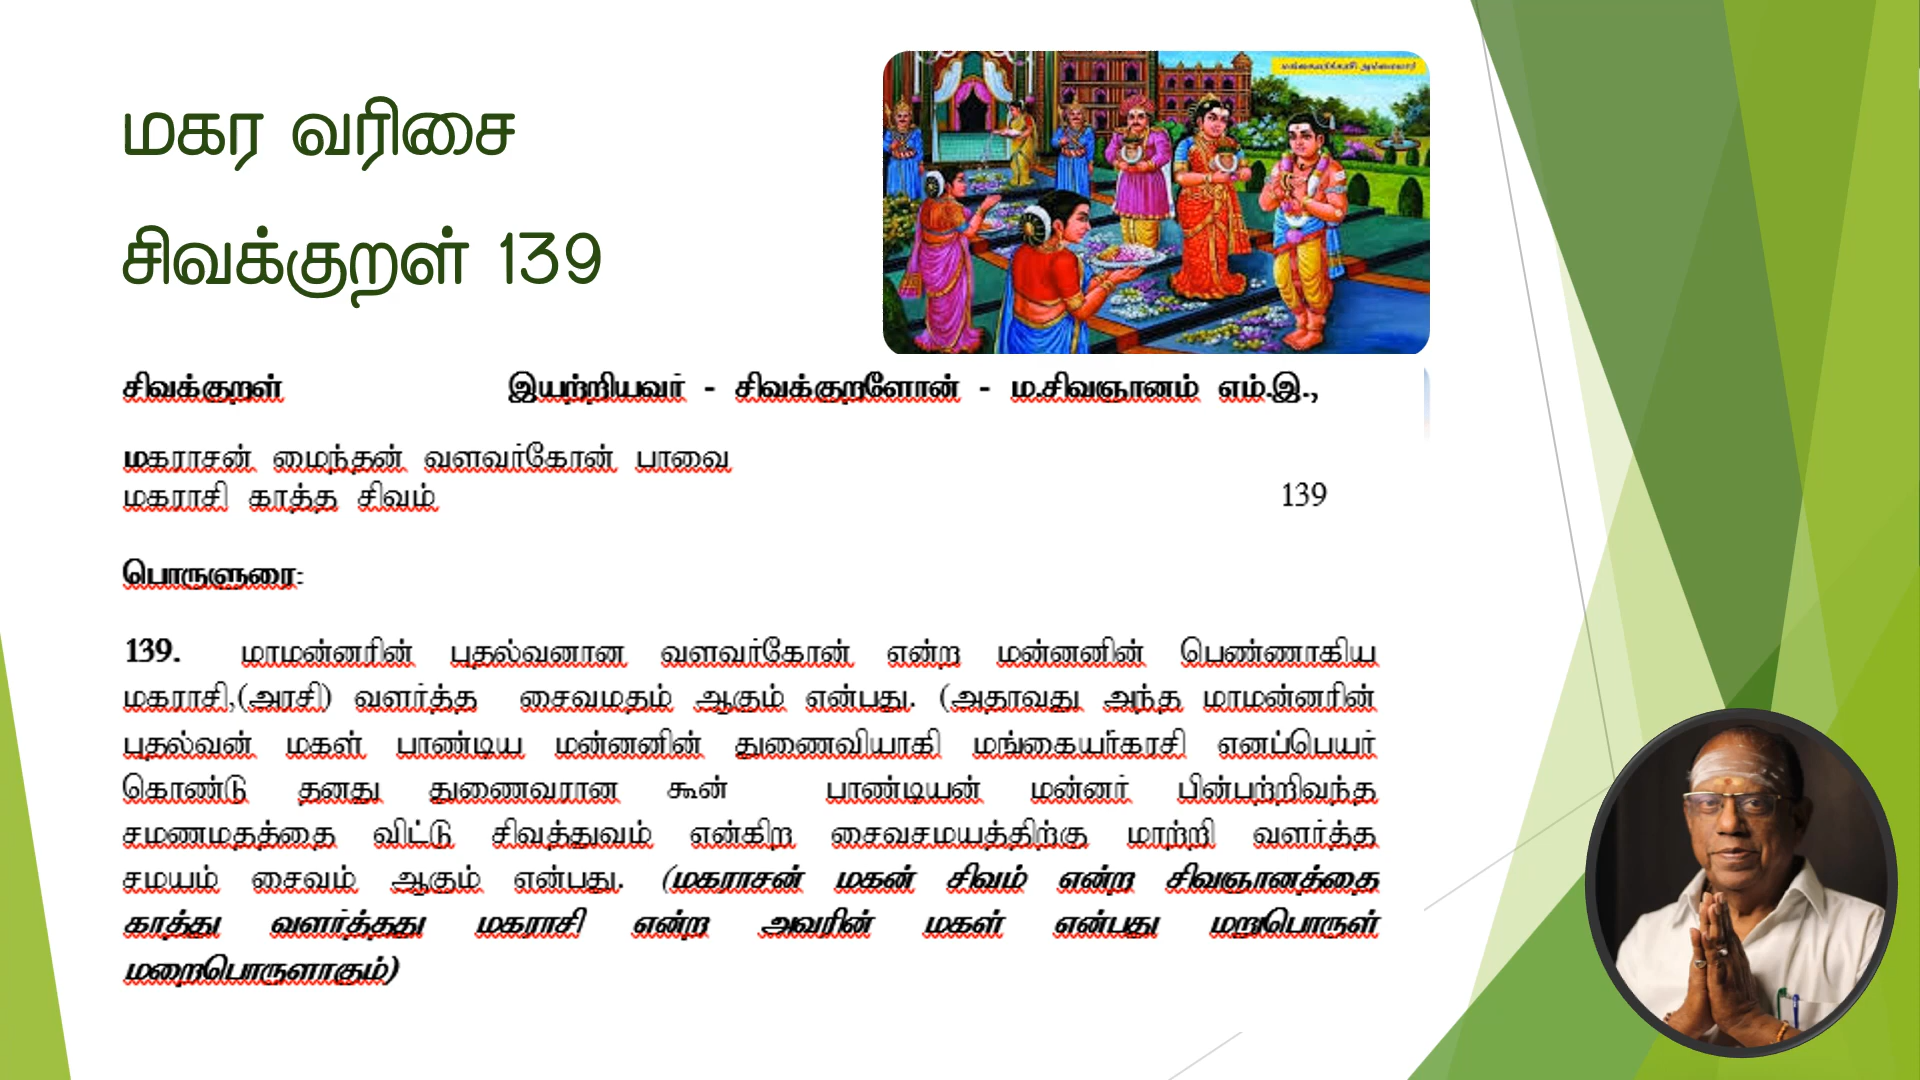 மங்கையர்க்கரசி அம்மையார்
மகர வரிசை
சிவக்குறள் 139
சிவக்குறள் இயற்றியவர் - சிவக்குறளோன் - ம.சிவஞானம் எம்.இ.,
மகராசன் மைந்தன் வளவர்கோன் பாவை
மகராசி காத்த சிவம் 139
பொருளுரை:
139. மாமன்னரின் புதல்வனான வளவர்கோன் என்ற மன்னனின் பெண்ணாகிய
மகராசி,(அரசி) வளர்த்த சைவமதம் ஆகும் என்பது. (அதாவது அந்த மாமன்னரின்
புதல்வன் மகள் பாண்டிய மன்னனின் துணைவியாகி மங்கையர்கரசி எனப்பெயர்
கொண்டு தனது துணைவரான கூன் பாண்டியன் மன்னர் பின்பற்றிவந்த
சமணமதத்தை விட்டு சிவத்துவம் என்கிற சைவசமயத்திற்கு மாற்றி வளர்த்த
சமயம் சைவம் ஆகும் என்பது. (மகராசன் மகன் சிவம் என்ற சிவஞானத்தை
காத்து வளர்த்தது மகராசி என்ற அவரின் மகள் என்பது மறுபொருள்
மறைபொருளாகும்)